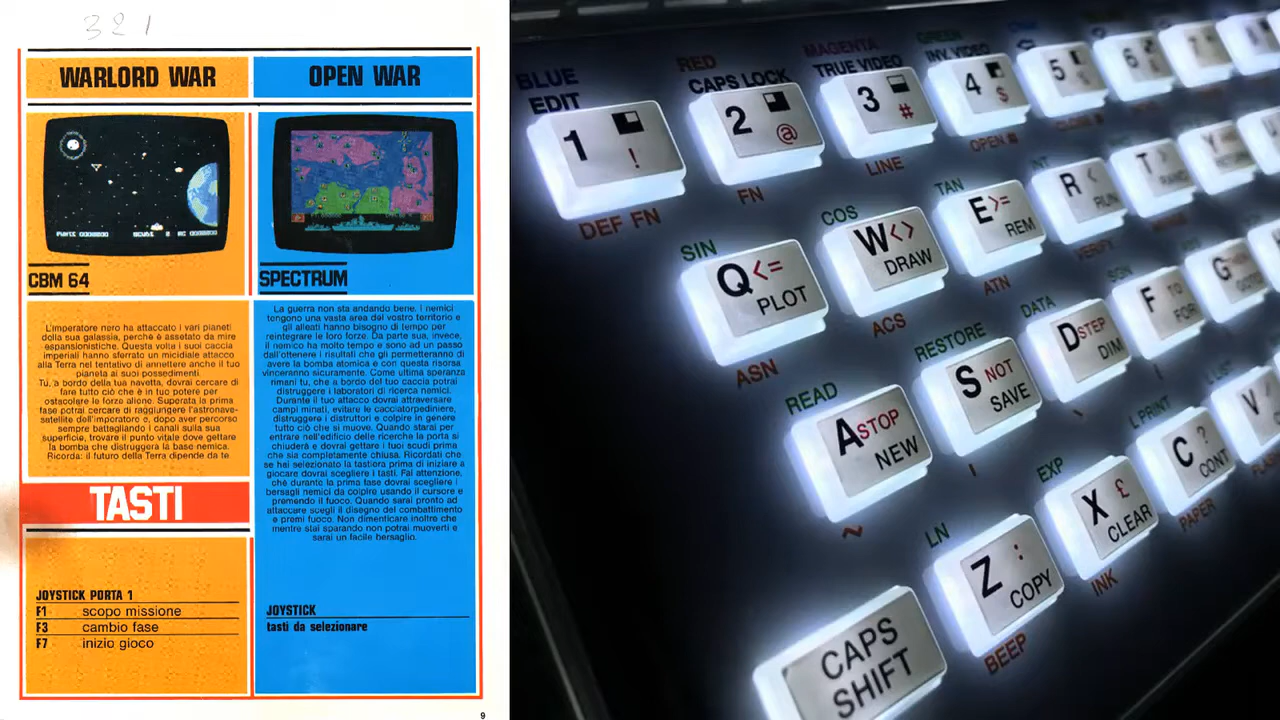 321
WARLORD WAR
OPEN WAR
CBM 64
SPECTRUM
L'imperatore nero ha attaccato i vari pianeti
della sua galassia, perché è assetato da mire
espansionistiche. Questa volta i suoi caccia
imperiali hanno sferrato un micidiale attacco
alla Terra nel tentativo di annettere anche il tuo
pianeta ai suoi possedimenti.
Tu, a bordo della tua navetta, dovrai cercare di
fare tutto ciò che è in tuo potere per
ostacolare le forze aliene. Superata la prima
fase potrai cercare di raggiungere l'astronave-
satellite dell'imperatore e, dopo aver percorso
sempre battagliando i canali sulla sua
superficie, trovare il punto vitale dove gettare
la bomba che distruggerà la base nemica.
Ricorda: il futuro della Terra dipende da te.
TASTI
JOYSTICK PORTA 1
F1 scopo missione
F3 cambio fase
F7 inizio gioco
La guerra non sta andando bene. I nemici
tengono una vasta area del vostro territorio e
gli alleati hanno bisogno di tempo per
reintegrare le loro forze. Da parte sua, invece,
il nemico ha molto tempo e sono ad un passo
dall'ottenere i risultati che gli permetteranno di
avere la bomba atomica e con questa risorsa
vinceranno sicuramente. Come ultima speranza
rimani tu, che a bordo del tuo caccia potrai
distruggere i laboratori di ricerca nemici.
Durante il tuo attacco dovrai attraversare
campi minati, evitare le cacciatorpediniere,
distruggere i distruttori e colpire in genere
tutto ciò che si muove. Quando starai per
entrare nell'edificio delle ricerche la porta si
chiuderà e dovrai gettare i tuoi scudi prima
che sia completamente chiusa. Ricordati che
se hai selezionato la tastiera prima di iniziare a
giocare dovrai scegliere i tasti. Fai attenzione,
che durante la prima fase dovrai scegliere i
bersagli nemici da colpire usando il cursore e
premendo il fuoco. Quando sarai pronto ad
attaccare scegli il disegno del combattimento
e premi fuoco. Non dimenticare inoltre che
mentre stai sparando non potrai muoverti e
sarai un facile bersaglio.
JOYSTICK
tasti da selezionare
9
BLUE RED MAGENTA GREEN
EDIT CAPS LOCK TRUE VIDEO INV. VIDEO
1 ! 2 @ 3 # 4 $ 5 6
DEF FN FN LINE OPEN # CLOSE #
SIN COS TAN INT
Q <= PLOT W <> DRAW E >= REM R < RUN T > RAND Y
ASN ACS ATN VERIFY
READ RESTORE DATA SGN
A STOP NEW S NOT SAVE D STEP DIM F TO FOR G GOTO
~ | \
LN EXP L PRINT L LIST
CAPS SHIFT Z : COPY X £ CLEAR C ? CONT V /
BEEP INK PAPER